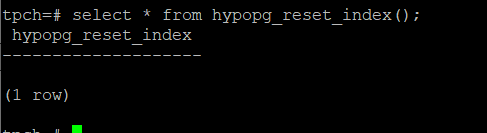 tpch=# select * from hypopg_reset_index();
 hypopg_reset_index
--------------------

(1 row)

tpch=#